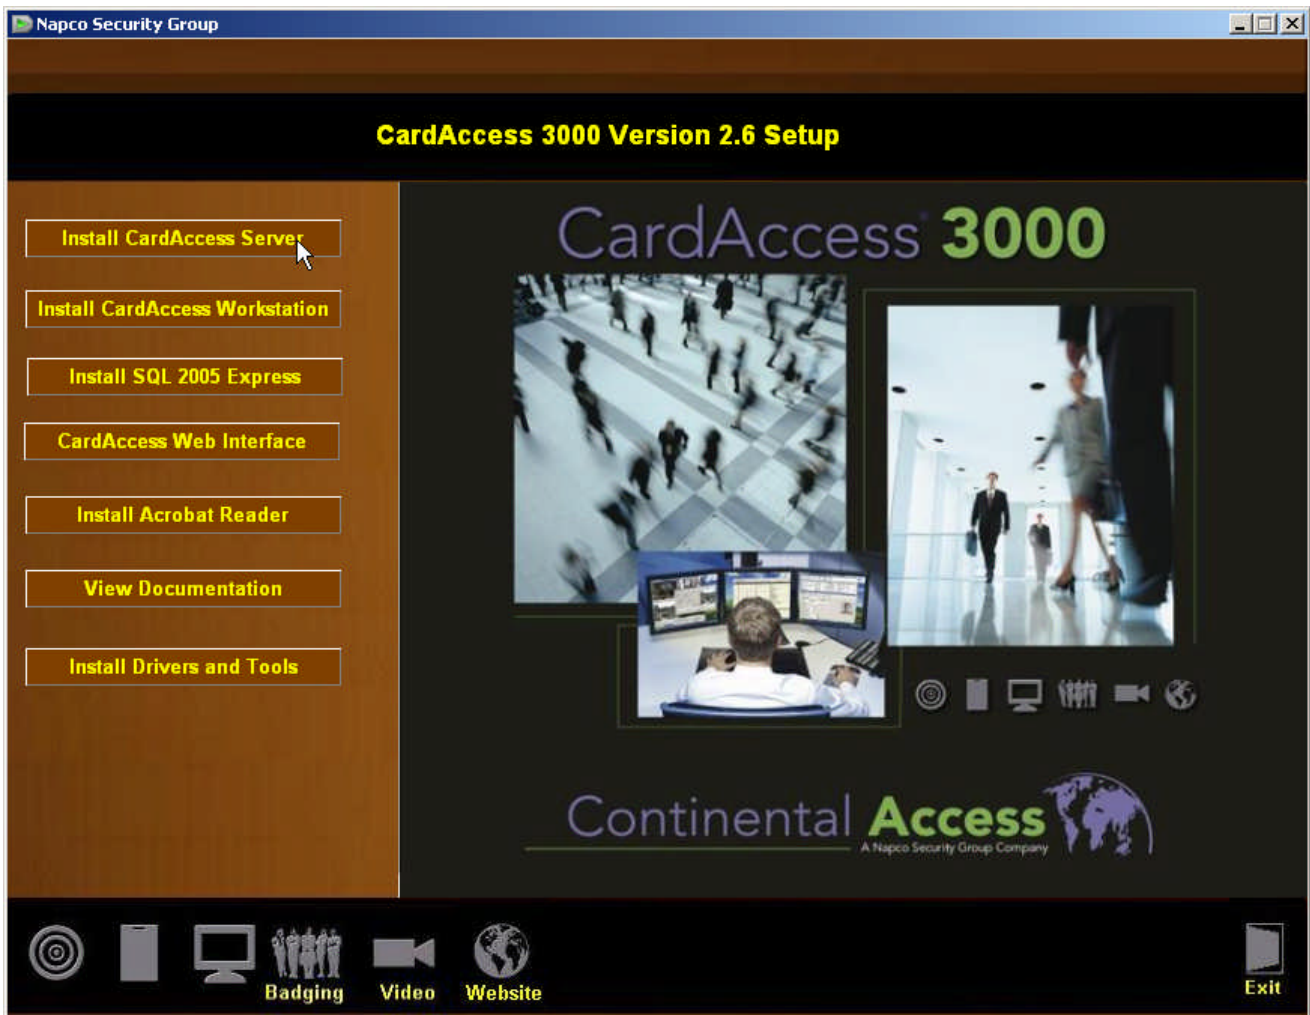 Napco Security Group
CardAccess 3000 Version 2.6 Setup
Install CardAccess Server
Install CardAccess Workstation
Install SQL 2005 Express
CardAccess Web Interface
Install Acrobat Reader
View Documentation
Install Drivers and Tools
CardAccess 3000
Continental Access
A Napco Security Group Company
Badging
Video
Website
Exit